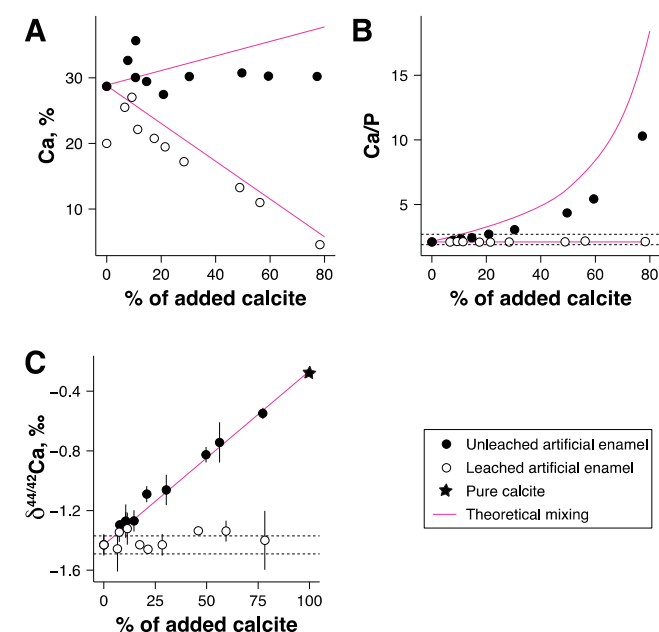 A
Ca, %
30
20
10
0
20
40
60
80
% of added calcite
B
Ca/P
15
10
5
0
20
40
60
80
% of added calcite
C
δ44/42Ca, ‰
−0.4
−0.8
−1.2
−1.6
0
25
50
75
100
% of added calcite
Unleached artificial enamel
Leached artificial enamel
Pure calcite
Theoretical mixing